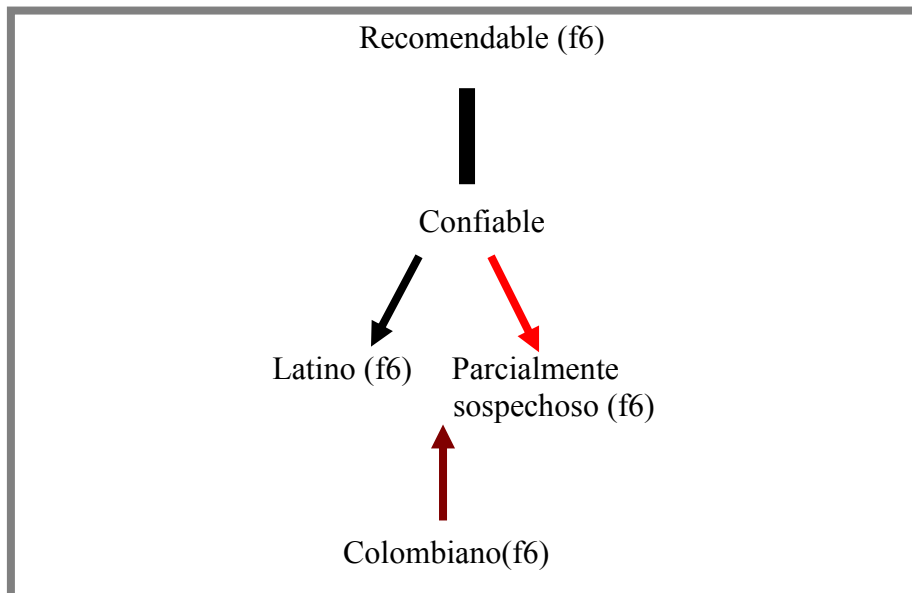 Recomendable (f6)
Confiable
Latino (f6)
Parcialmente
sospechoso (f6)
Colombiano(f6)